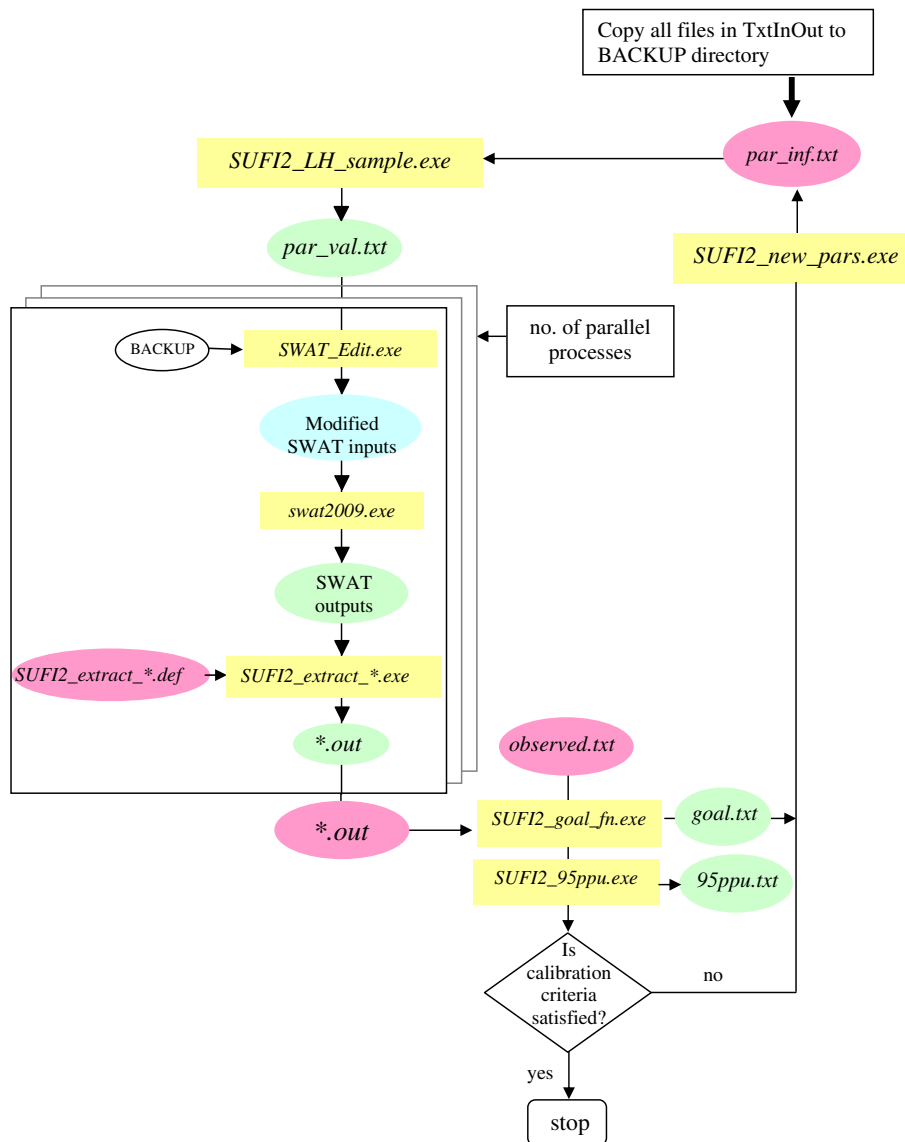 Copy all files in TxtInOut to
BACKUP directory
par_inf.txt
SUFI2_LH_sample.exe
par_val.txt
SUFI2_new_pars.exe
no. of parallel
processes
BACKUP
SWAT_Edit.exe
Modified
SWAT inputs
swat2009.exe
SWAT
outputs
SUFI2_extract_*.def
SUFI2_extract_*.exe
*.out
observed.txt
*.out
SUFI2_goal_fn.exe
goal.txt
SUFI2_95ppu.exe
95ppu.txt
Is
calibration
criteria
satisfied?
no
yes
stop